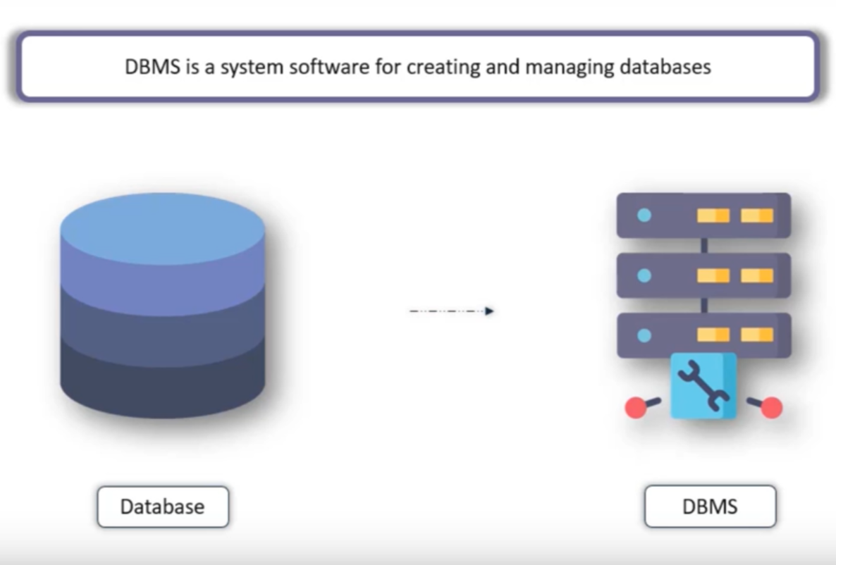 DBMS is a system software for creating and managing databases
Database
DBMS